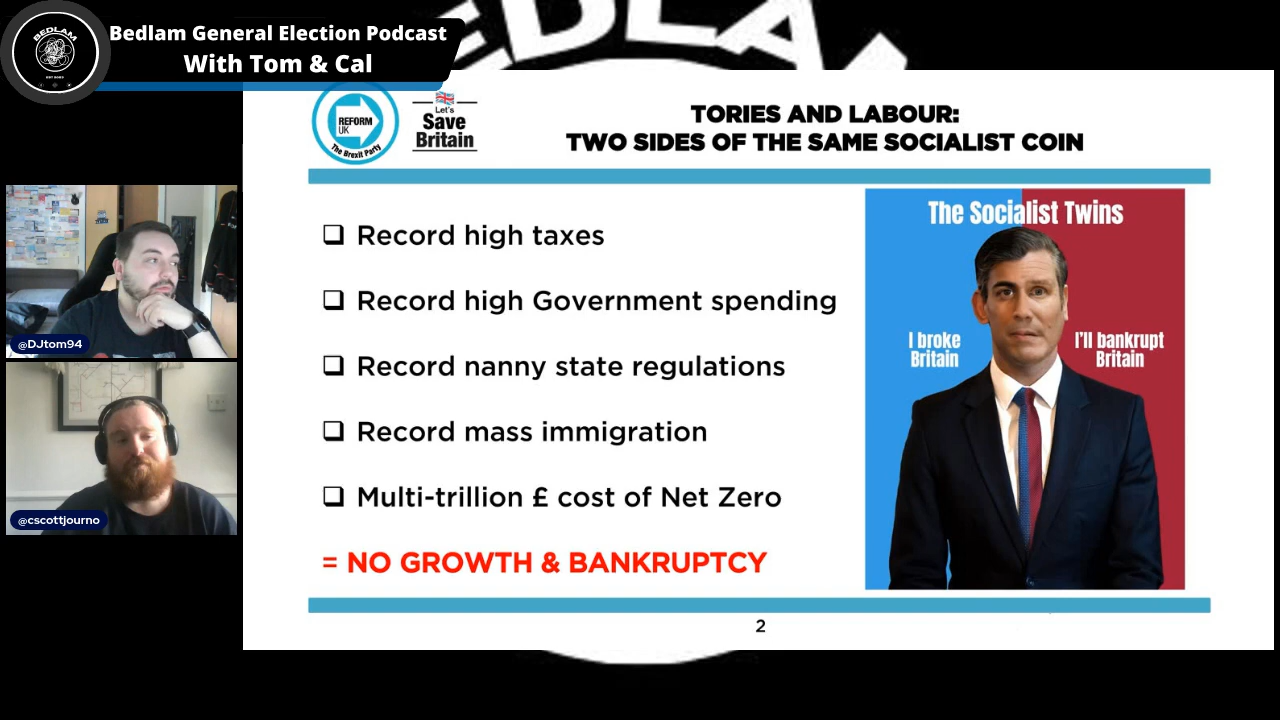 BEDLAM
Bedlam General Election Podcast
With Tom & Cal
BEDLAM
REFORM
UK
The Brexit Party
Let's
Save
Britain
TORIES AND LABOUR:
TWO SIDES OF THE SAME SOCIALIST COIN
❑ Record high taxes
❑ Record high Government spending
❑ Record nanny state regulations
❑ Record mass immigration
❑ Multi-trillion £ cost of Net Zero
= NO GROWTH & BANKRUPTCY
The Socialist Twins
I broke
Britain
I'll bankrupt
Britain
2
@DJtom94
@cscottjourno